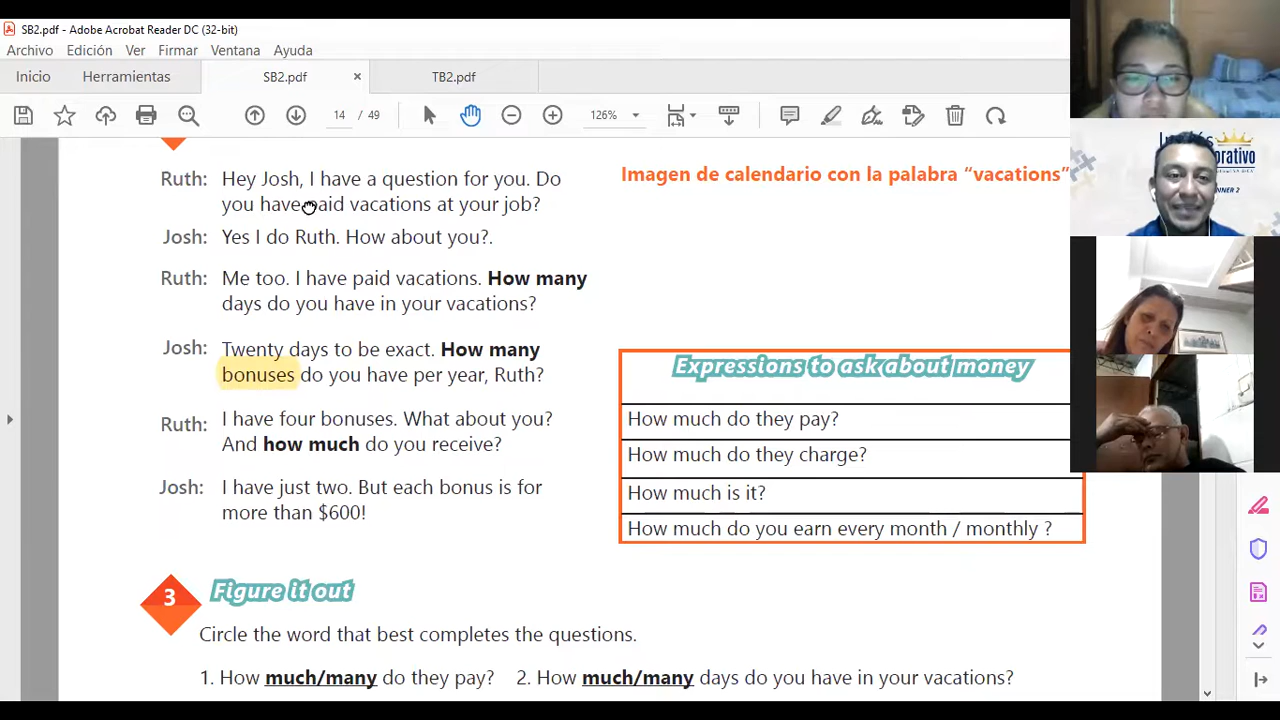 SB2.pdf - Adobe Acrobat Reader DC (32-bit)
Archivo Edición Ver Firmar Ventana Ayuda
Inicio Herramientas SB2.pdf × TB2.pdf
14 / 49 126%
Ruth: Hey Josh, I have a question for you. Do
you have paid vacations at your job?
Josh: Yes I do Ruth. How about you?.
Ruth: Me too. I have paid vacations. How many
days do you have in your vacations?
Josh: Twenty days to be exact. How many
bonuses do you have per year, Ruth?
Ruth: I have four bonuses. What about you?
And how much do you receive?
Josh: I have just two. But each bonus is for
more than $600!
Imagen de calendario con la palabra “vacations”
Expressions to ask about money
How much do they pay?
How much do they charge?
How much is it?
How much do you earn every month / monthly ?
3 Figure it out
Circle the word that best completes the questions.
1. How much/many do they pay? 2. How much/many days do you have in your vacations?